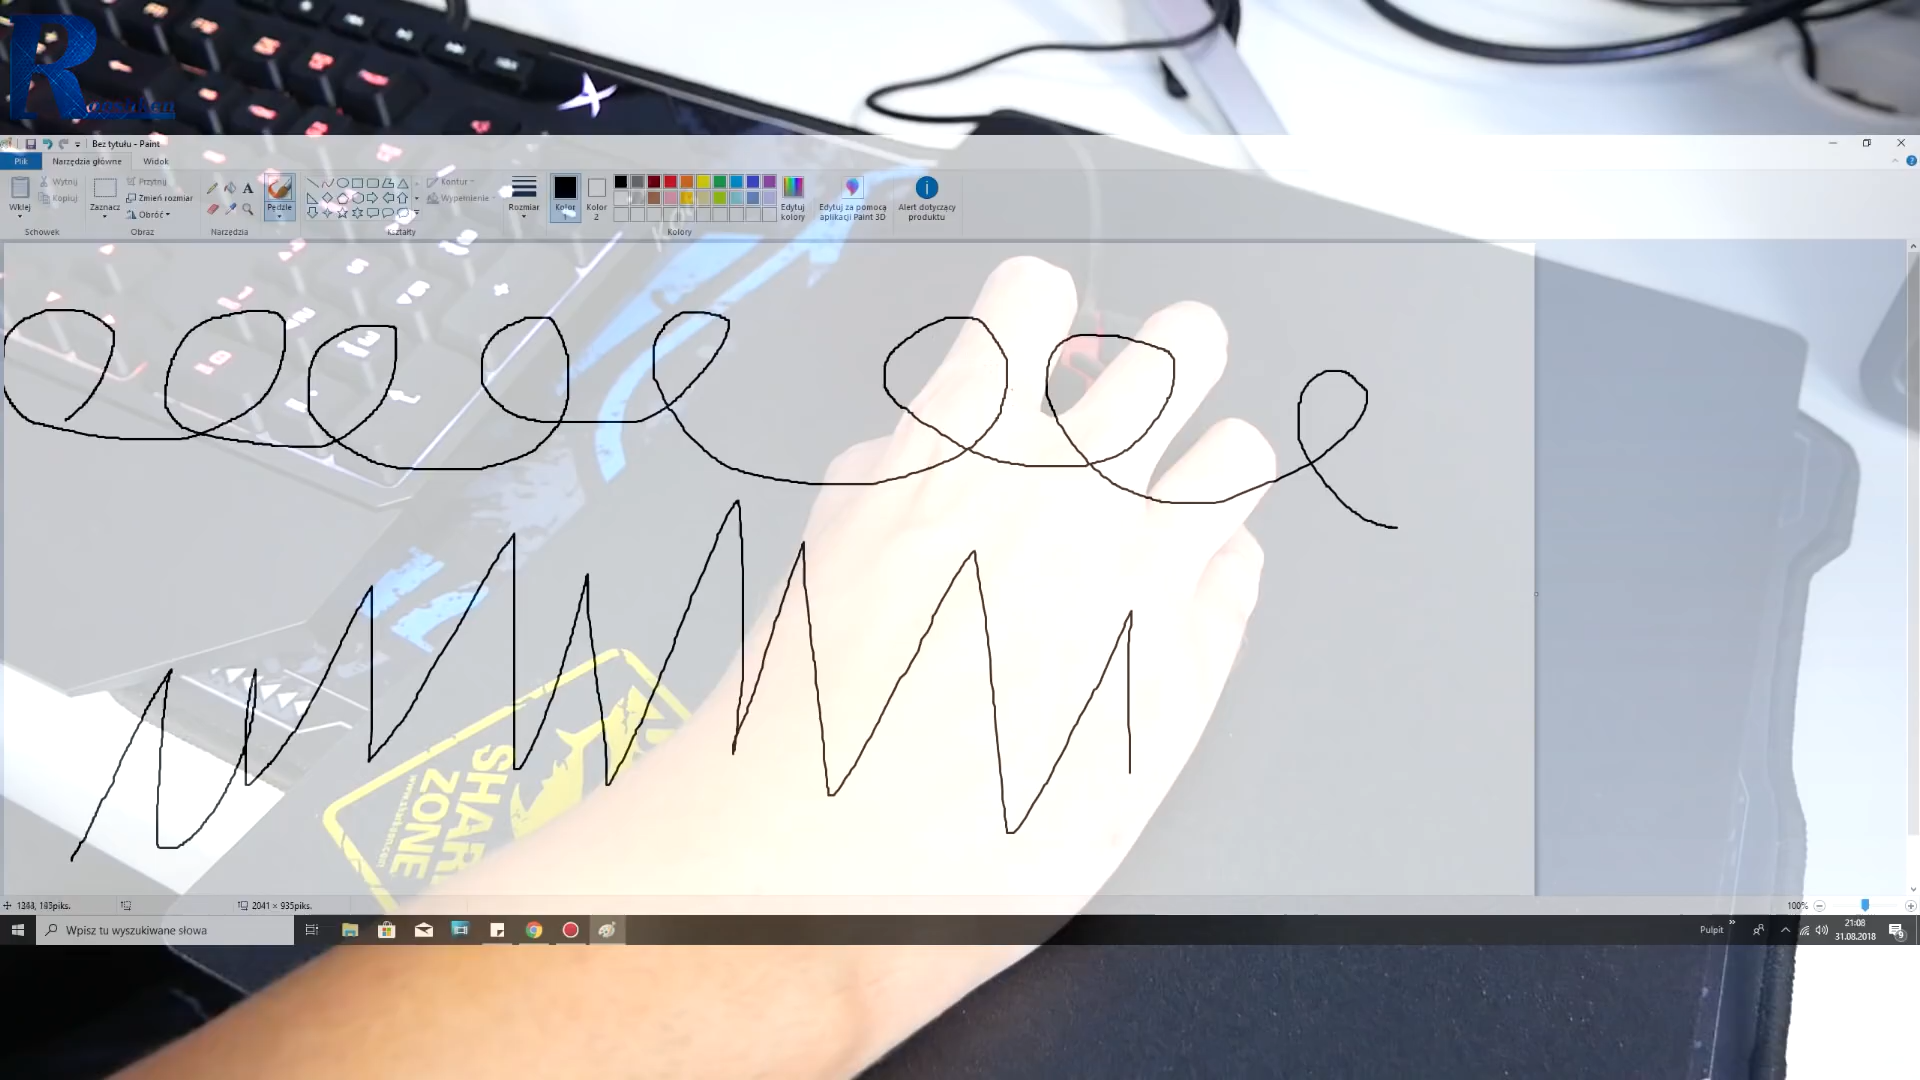 Bez tytułu - Paint
Plik Narzędzia główne Widok
Wklej
Wytnij
Kopiuj
Schowek
Zaznacz
Przytnij
Zmień rozmiar
Obróć
Obraz
A
Narzędzia
Pędzle
Kształty
Kontur
Wypełnienie
Rozmiar
Kolor 1
Kolor 2
Edytuj kolory
Kolory
Edytuj za pomocą aplikacji Paint 3D
Alert dotyczący produktu
SHARK
ZONE
2041 × 935piks.
100%
Wpisz tu wyszukiwane słowa
Pulpit
21:08
31.08.2018
9